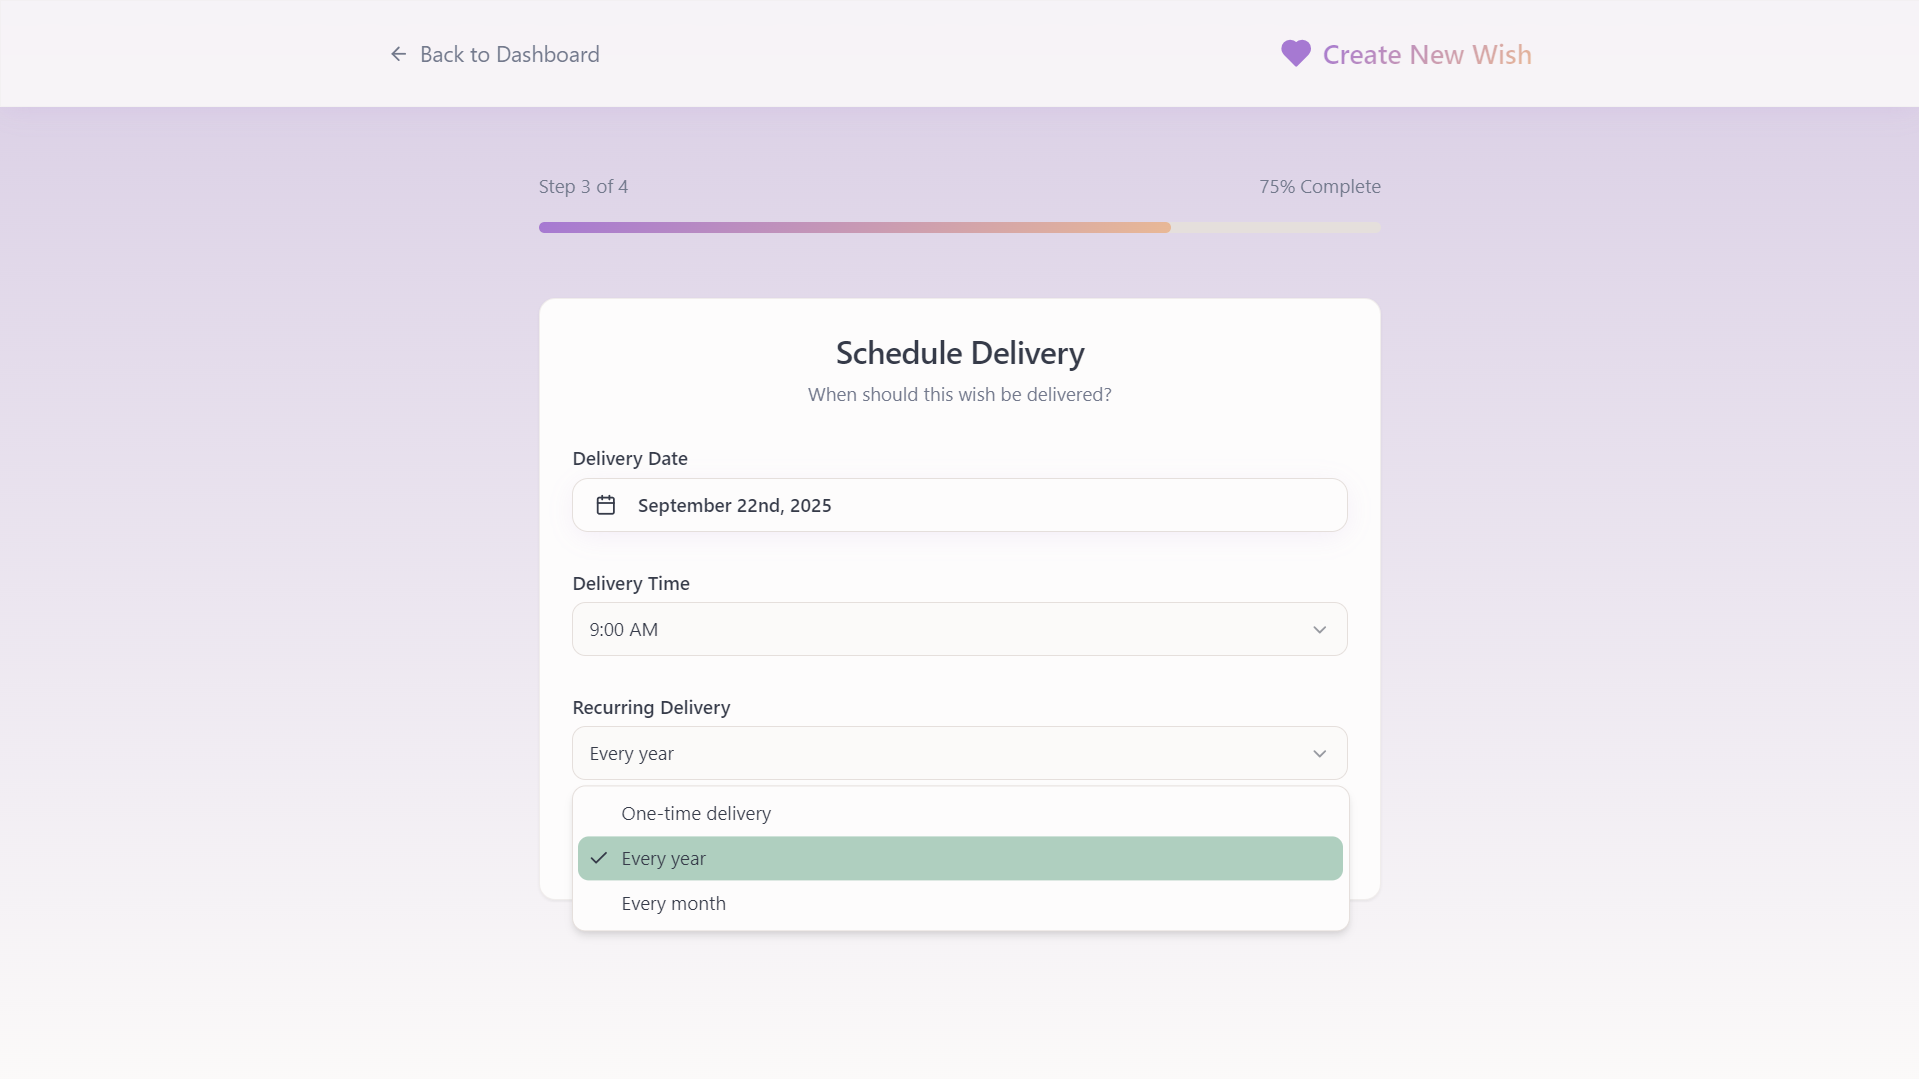 Back to Dashboard
Create New Wish
Step 3 of 4
75% Complete
Schedule Delivery
When should this wish be delivered?
Delivery Date
September 22nd, 2025
Delivery Time
9:00 AM
Recurring Delivery
Every year
One-time delivery
Every year
Every month